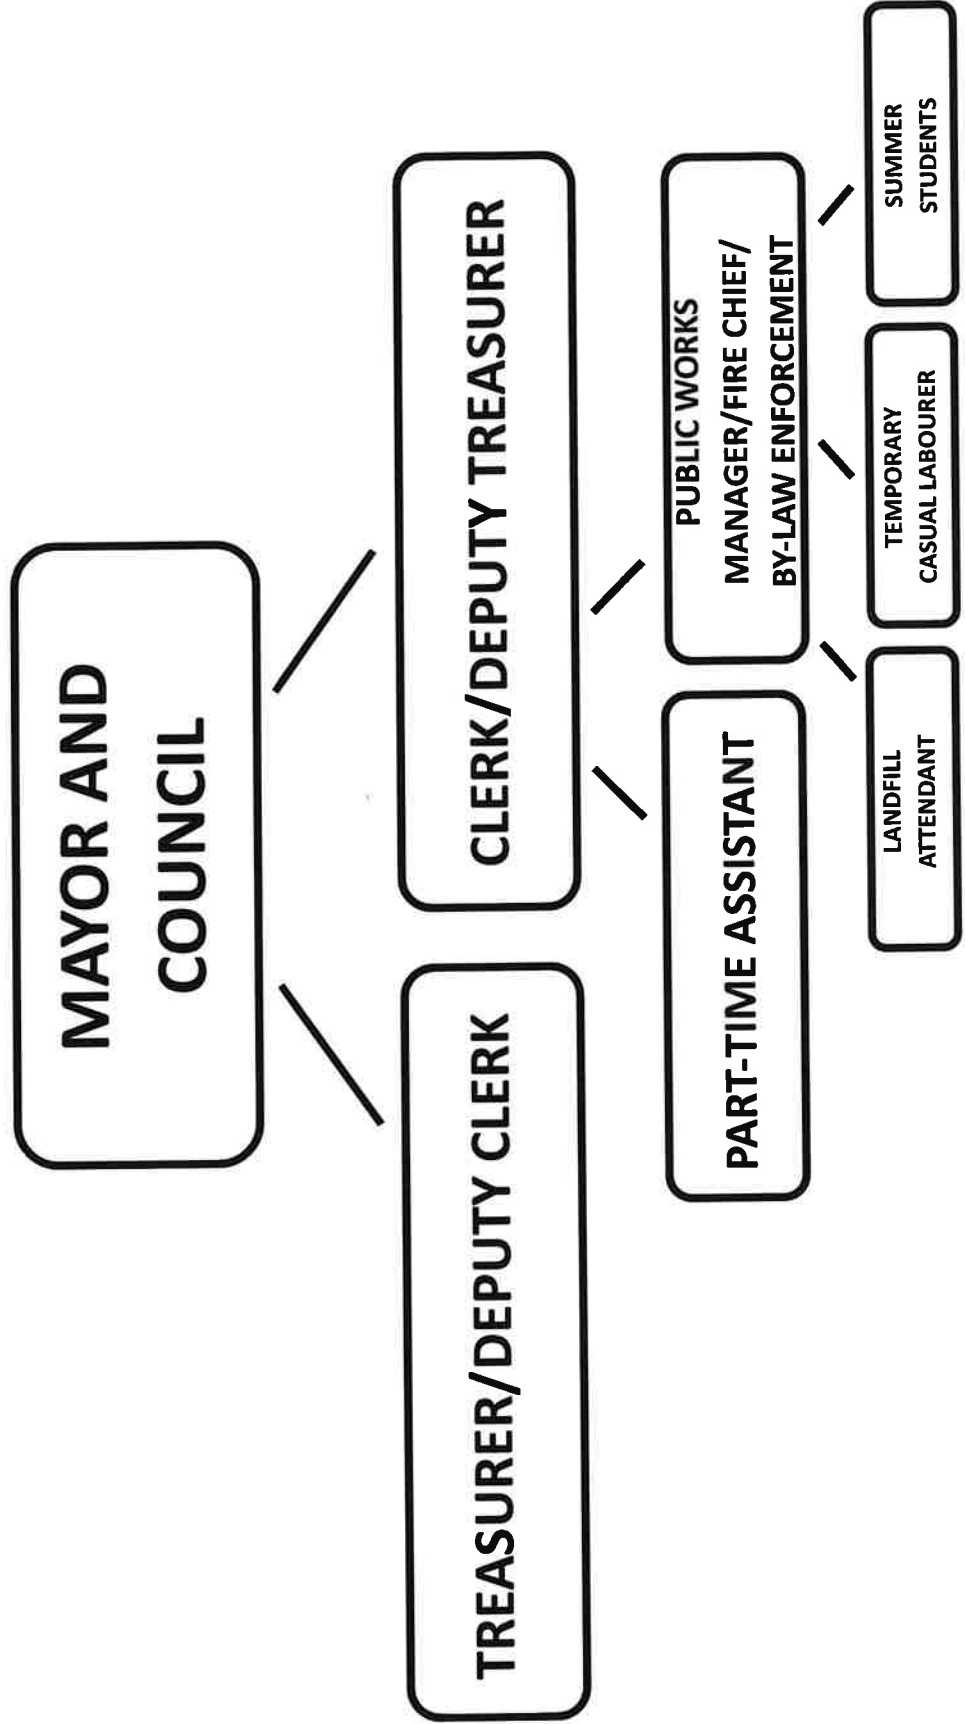 MAYOR AND
COUNCIL
TREASURER/DEPUTY CLERK
CLERK/DEPUTY TREASURER
PART-TIME ASSISTANT
PUBLIC WORKS
MANAGER/FIRE CHIEF/
BY-LAW ENFORCEMENT
LANDFILL
ATTENDANT
TEMPORARY
CASUAL LABOURER
SUMMER
STUDENTS